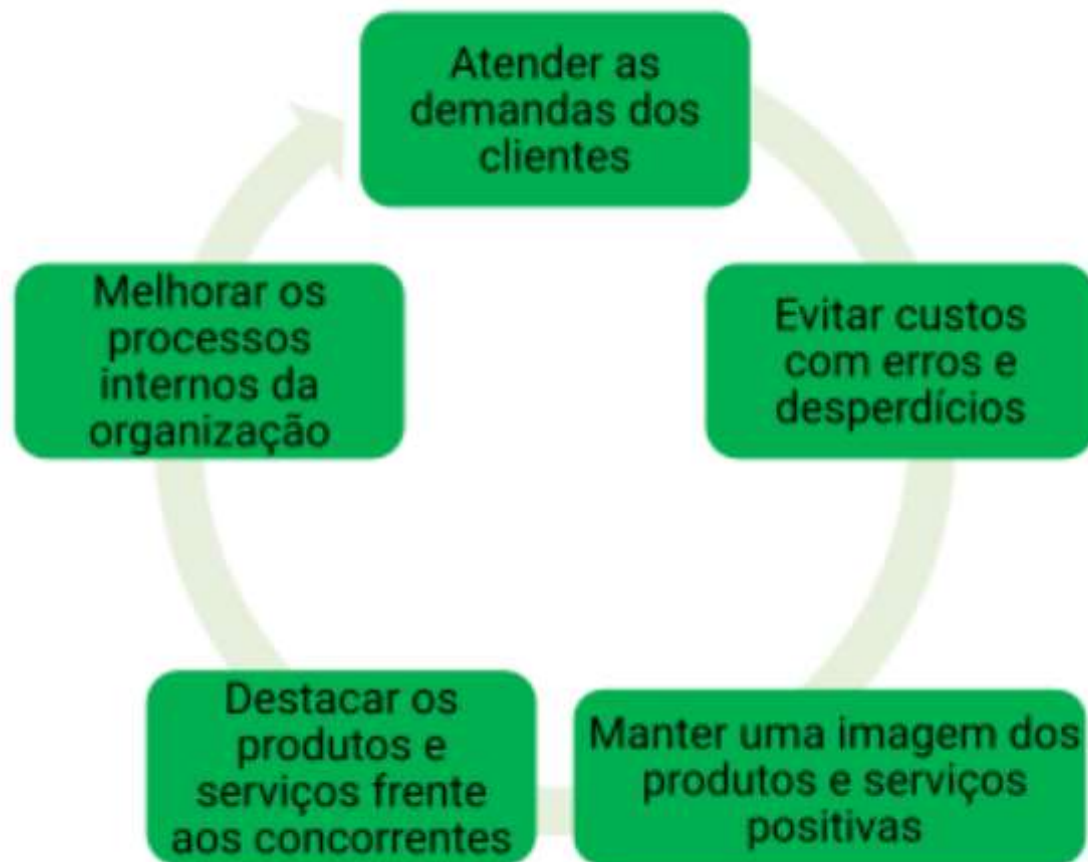 Atender as
demandas dos
clientes
Evitar custos
com erros e
desperdícios
Manter uma imagem dos
produtos e serviços
positivas
Destacar os
produtos e
serviços frente
aos concorrentes
Melhorar os
processos
internos da
organização